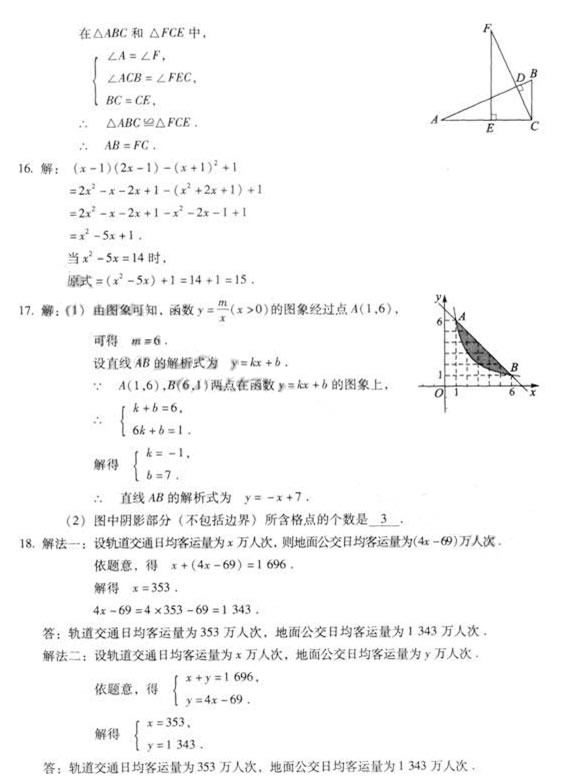 在△ABC 和 △FCE 中，
∠A = ∠F，
∠ACB = ∠FEC，
BC = CE，
∴ △ABC≌△FCE．
∴ AB = FC．
F
D
B
A
E
C
16. 解：(x-1)(2x-1)-(x+1)²+1
=2x²-x-2x+1-(x²+2x+1)+1
=2x²-x-2x+1-x²-2x-1+1
=x²-5x+1．
当 x²-5x=14 时，
原式=(x²-5x)+1=14+1=15．
17. 解：(1) 由图象可知，函数 y=m/x(x>0)的图象经过点 A(1,6)，
可得 m=6．
设直线 AB 的解析式为 y=kx+b．
∵ A(1,6),B(6,1)两点在函数 y=kx+b 的图象上，
∴ k+b=6，
6k+b=1．
解得 k=-1，
b=7．
∴ 直线 AB 的解析式为 y=-x+7．
y
6
A
1
B
O
1
6
x
(2) 图中阴影部分（不包括边界）所含格点的个数是 3 ．
18. 解法一：设轨道交通日均客运量为 x 万人次，则地面公交日均客运量为(4x-69)万人次．
依题意，得 x+(4x-69)=1 696．
解得 x=353．
4x-69=4×353-69=1 343．
答：轨道交通日均客运量为 353 万人次，地面公交日均客运量为 1 343 万人次．
解法二：设轨道交通日均客运量为 x 万人次，地面公交日均客运量为 y 万人次．
依题意，得 x+y=1 696，
y=4x-69．
解得 x=353，
y=1 343．
答：轨道交通日均客运量为 353 万人次，地面公交日均客运量为 1 343 万人次．